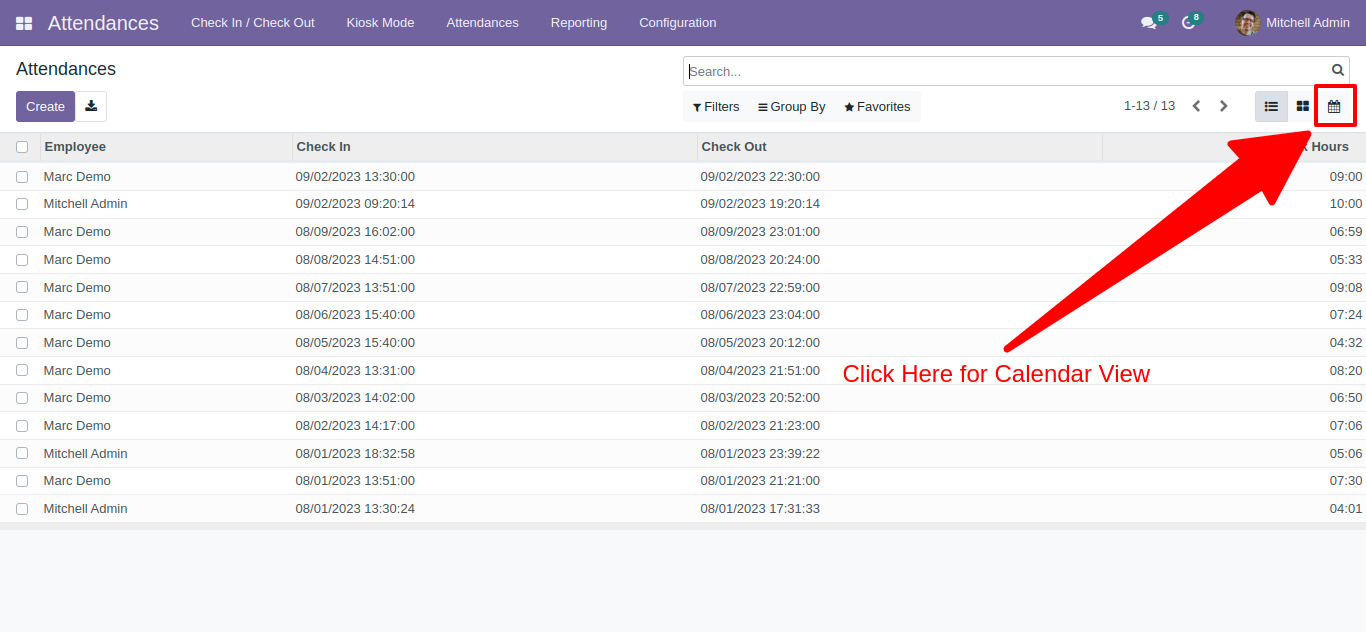 Attendances Check In / Check Out Kiosk Mode Attendances Reporting Configuration 5 8 Mitchell Admin
Attendances Search...
Create Filters Group By Favorites 1-13 / 13
Employee Check In Check Out Hours
Marc Demo 09/02/2023 13:30:00 09/02/2023 22:30:00 09:00
Mitchell Admin 09/02/2023 09:20:14 09/02/2023 19:20:14 10:00
Marc Demo 08/09/2023 16:02:00 08/09/2023 23:01:00 06:59
Marc Demo 08/08/2023 14:51:00 08/08/2023 20:24:00 05:33
Marc Demo 08/07/2023 13:51:00 08/07/2023 22:59:00 09:08
Marc Demo 08/06/2023 15:40:00 08/06/2023 23:04:00 07:24
Marc Demo 08/05/2023 15:40:00 08/05/2023 20:12:00 04:32
Marc Demo 08/04/2023 13:31:00 08/04/2023 21:51:00 08:20
Click Here for Calendar View
Marc Demo 08/03/2023 14:02:00 08/03/2023 20:52:00 06:50
Marc Demo 08/02/2023 14:17:00 08/02/2023 21:23:00 07:06
Mitchell Admin 08/01/2023 18:32:58 08/01/2023 23:39:22 05:06
Marc Demo 08/01/2023 13:51:00 08/01/2023 21:21:00 07:30
Mitchell Admin 08/01/2023 13:30:24 08/01/2023 17:31:33 04:01